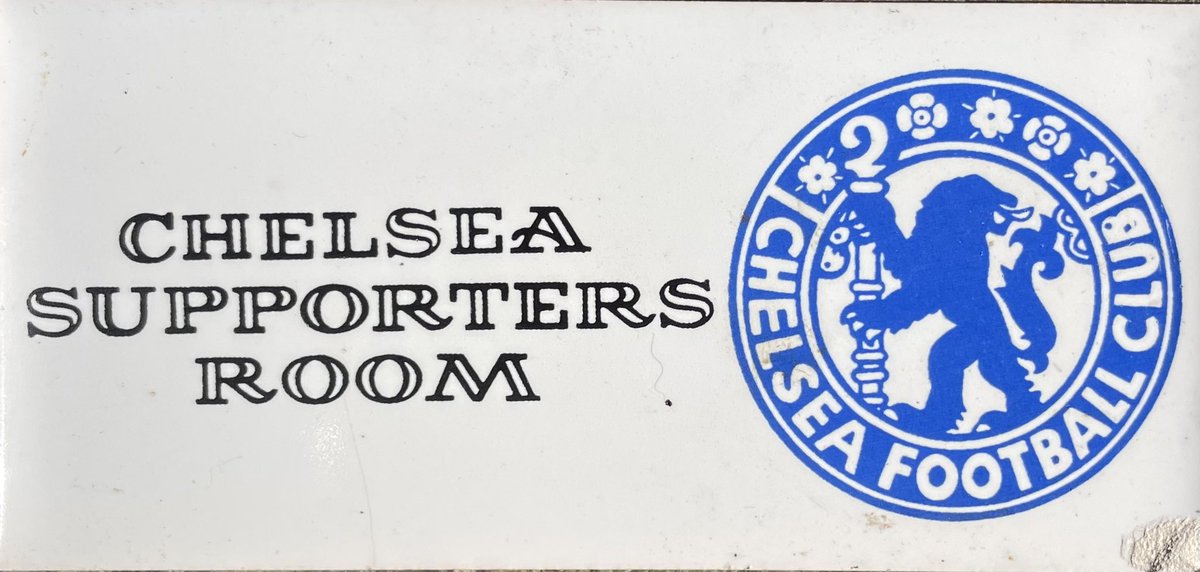 CHELSEA
SUPPORTERS
ROOM
CHELSEA FOOTBALL CLUB